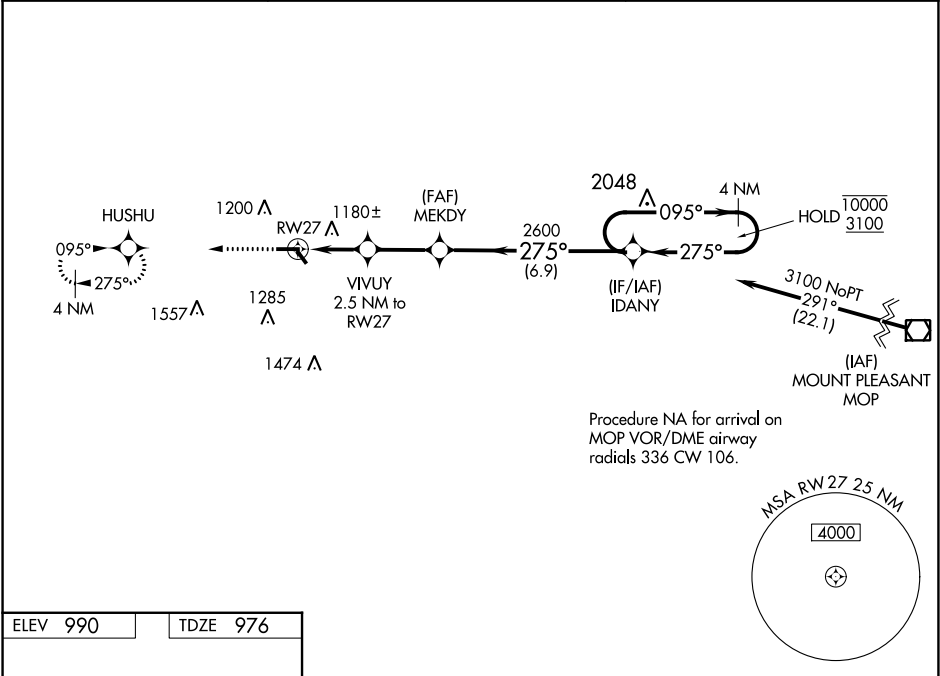 HUSHU
095°
275°
4 NM
1200
RW27
1180±
(FAF)
MEKDY
2048
4 NM
095°
HOLD
10000
3100
2600
275°
(6.9)
275°
VIVUY
2.5 NM to
RW27
(IF/IAF)
IDANY
1557
1285
1474
3100 NoPT
291°
(22.1)
(IAF)
MOUNT PLEASANT
MOP
Procedure NA for arrival on
MOP VOR/DME airway
radials 336 CW 106.
MSA RW27 25 NM
4000
ELEV 990
TDZE 976